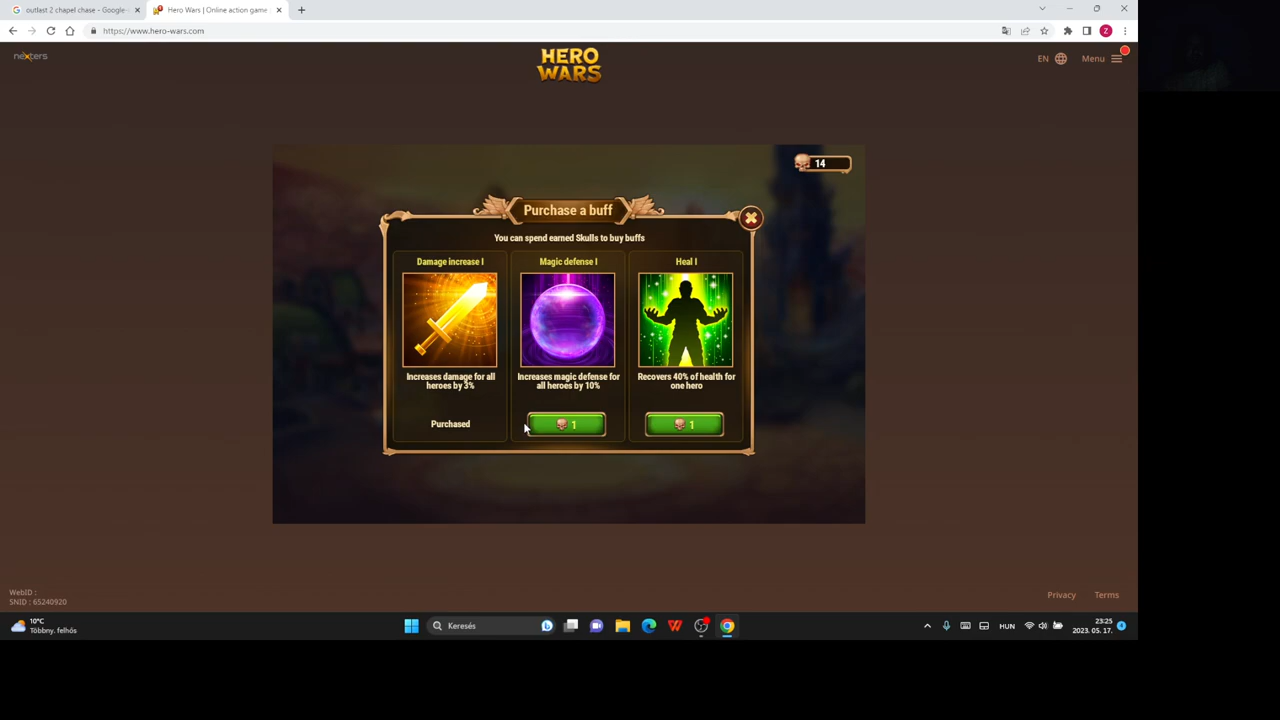 outlast 2 chapel chase - Google-
Hero Wars | Online action game
https://www.hero-wars.com
Z
nexters
HERO
WARS
EN
Menu
14
Purchase a buff
You can spend earned Skulls to buy buffs
Damage increase I
Increases damage for all
heroes by 3%
Purchased
Magic defense I
Increases magic defense for
all heroes by 10%
1
Heal I
Recovers 40% of health for
one hero
1
WebID :
SNID : 65240920
Privacy
Terms
10°C
Többny. felhős
Keresés
HUN
23:25
2023. 05. 17.